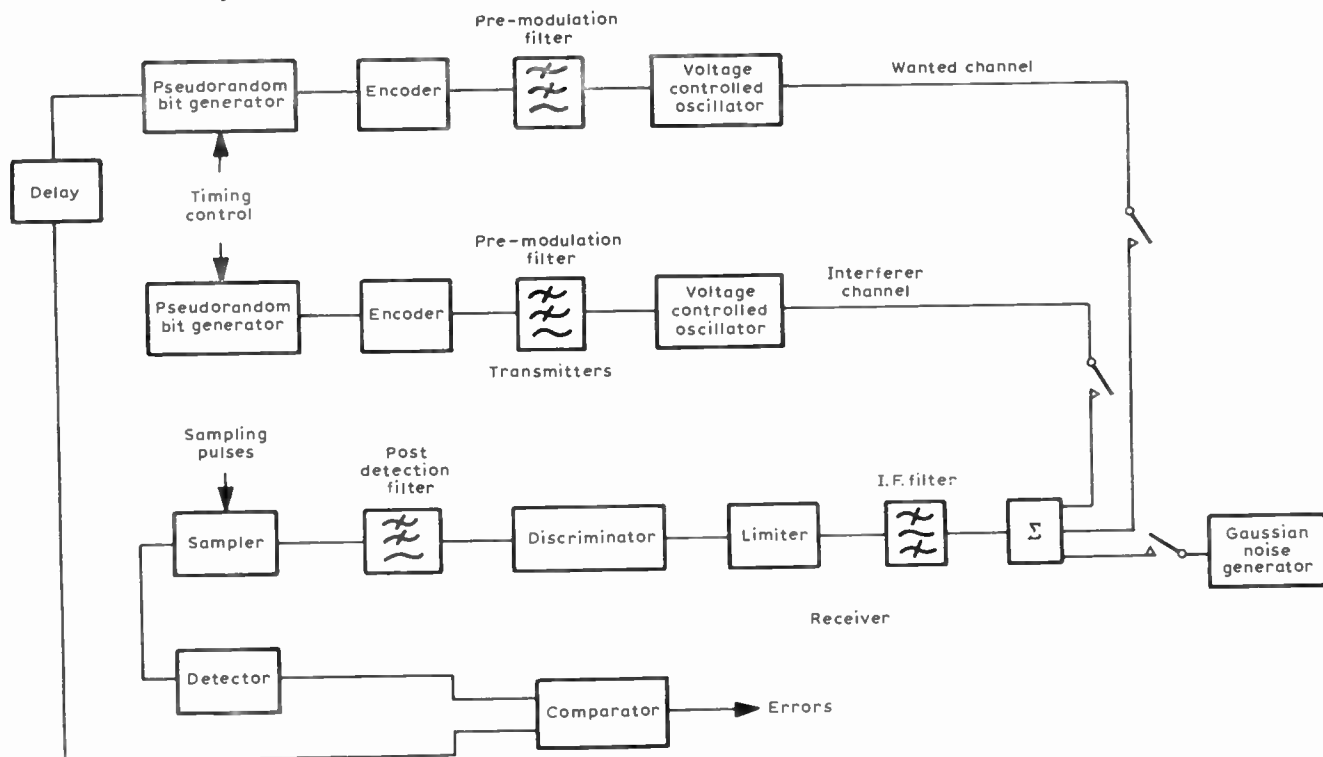 Pre-modulation
filter
Pseudorandom
bit generator
Encoder
Voltage
controlled
oscillator
Wanted channel
Delay
Timing
control
Pre-modulation
filter
Pseudorandom
bit generator
Encoder
Voltage
controlled
oscillator
Interferer
channel
Transmitters
Sampling
pulses
Post
detection
filter
I.F. filter
Sampler
Discriminator
Limiter
Σ
Gaussian
noise
generator
Receiver
Detector
Comparator
Errors